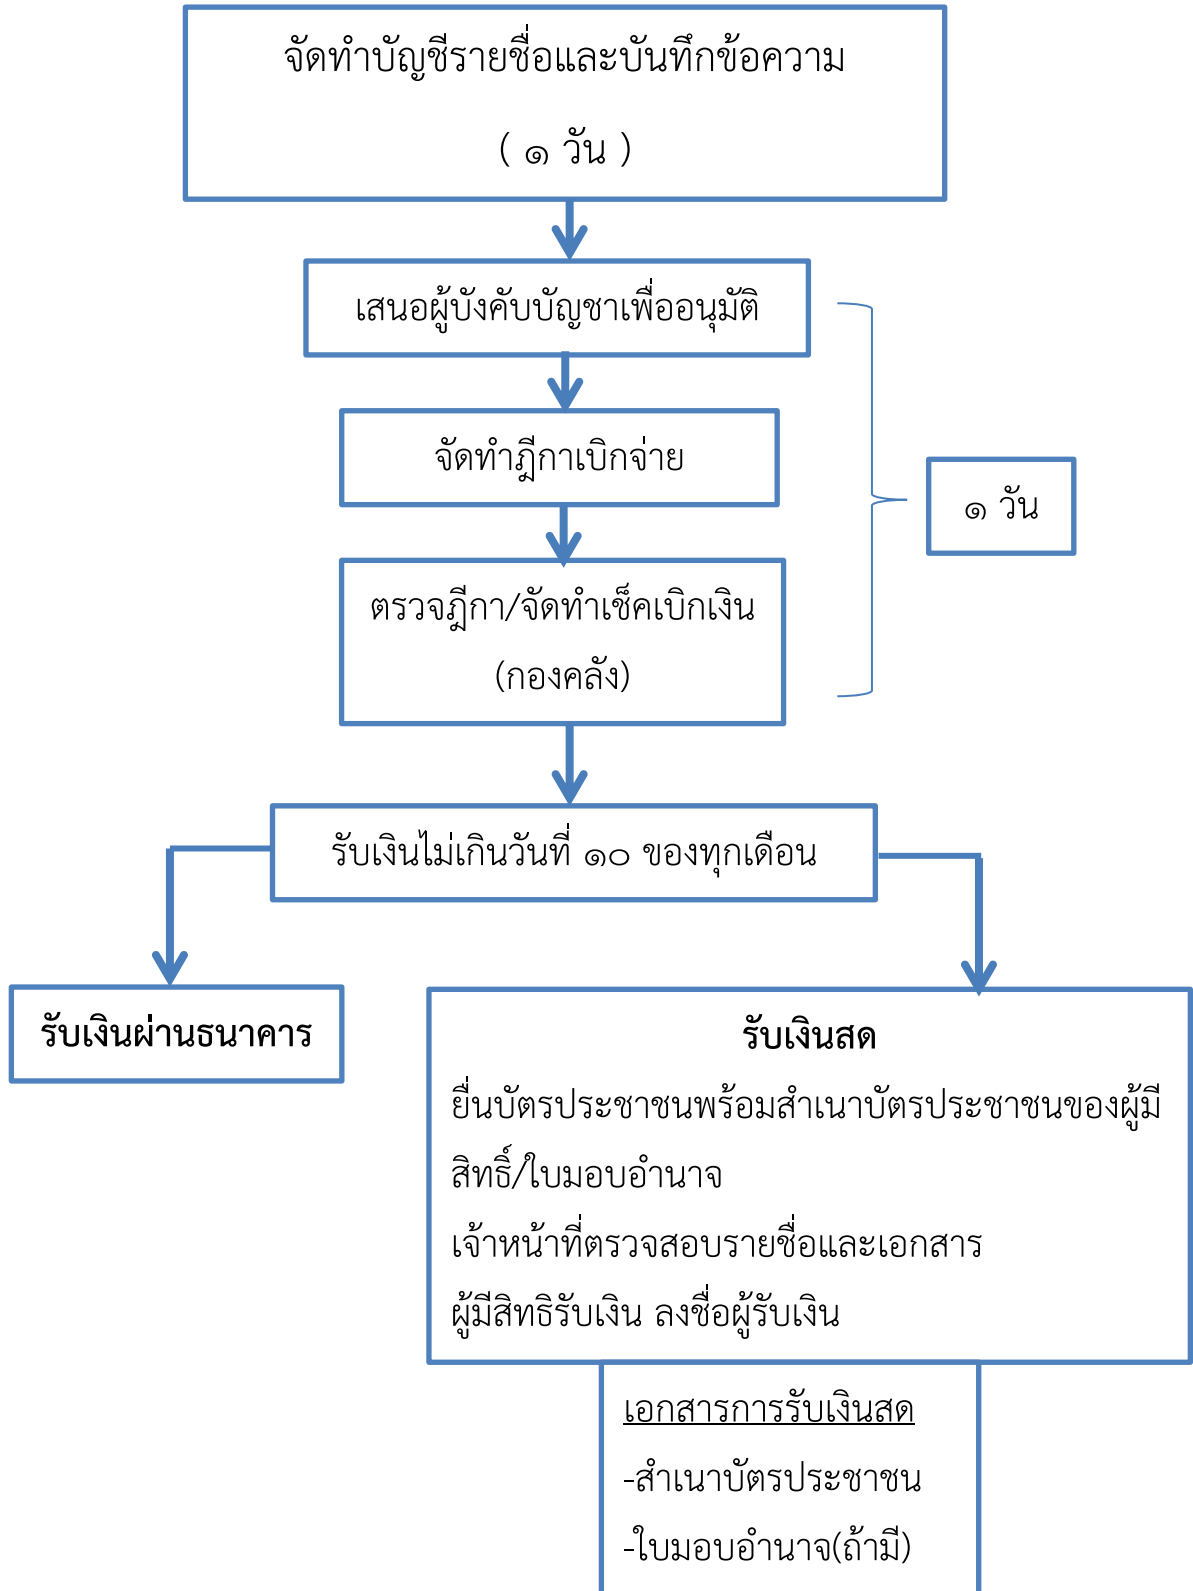 จัดทำบัญชีรายชื่อและบันทึกข้อความ
( ๑ วัน )
เสนอผู้บังคับบัญชาเพื่ออนุมัติ
จัดทำฎีกาเบิกจ่าย
๑ วัน
ตรวจฎีกา/จัดทำเช็คเบิกเงิน
(กองคลัง)
รับเงินไม่เกินวันที่ ๑๐ ของทุกเดือน
รับเงินผ่านธนาคาร
รับเงินสด
ยื่นบัตรประชาชนพร้อมสำเนาบัตรประชาชนของผู้มี
สิทธิ์/ใบมอบอำนาจ
เจ้าหน้าที่ตรวจสอบรายชื่อและเอกสาร
ผู้มีสิทธิรับเงิน ลงชื่อผู้รับเงิน
เอกสารการรับเงินสด
-สำเนาบัตรประชาชน
-ใบมอบอำนาจ(ถ้ามี)